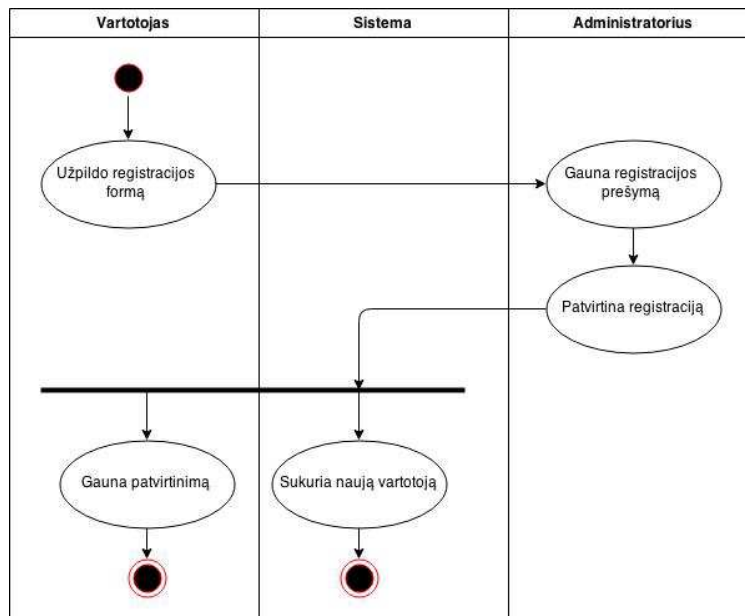 Vartotojas
Sistema
Administratorius
Užpildo registracijos
formą
Gauna registracijos
prešymą
Patvirtina registraciją
Gauna patvirtinimą
Sukuria naują vartotoją